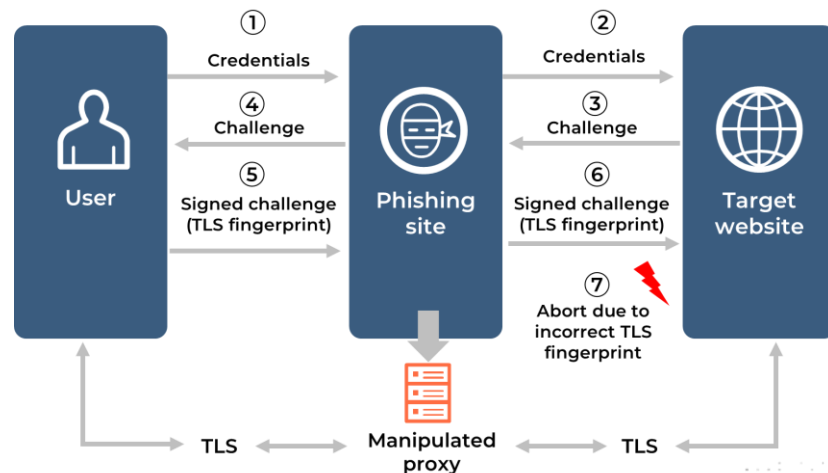 ①
Credentials
②
Credentials
④
Challenge
③
Challenge
User
⑤
Signed challenge
(TLS fingerprint)
Phishing
site
⑥
Signed challenge
(TLS fingerprint)
Target
website
⑦
Abort due to
incorrect TLS
fingerprint
TLS
Manipulated
proxy
TLS